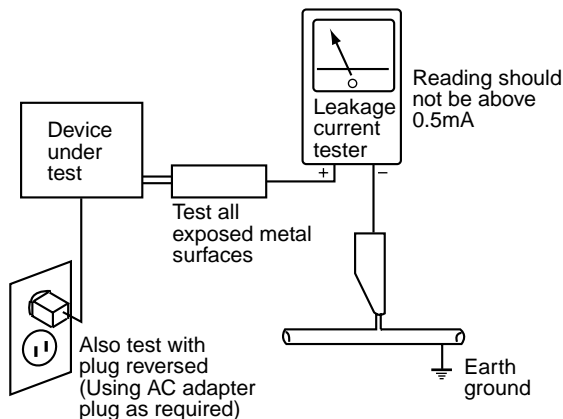 Device
under
test
Leakage
current
tester
+ −
Reading should
not be above
0.5mA
Test all
exposed metal
surfaces
Also test with
plug reversed
(Using AC adapter
plug as required)
Earth
ground